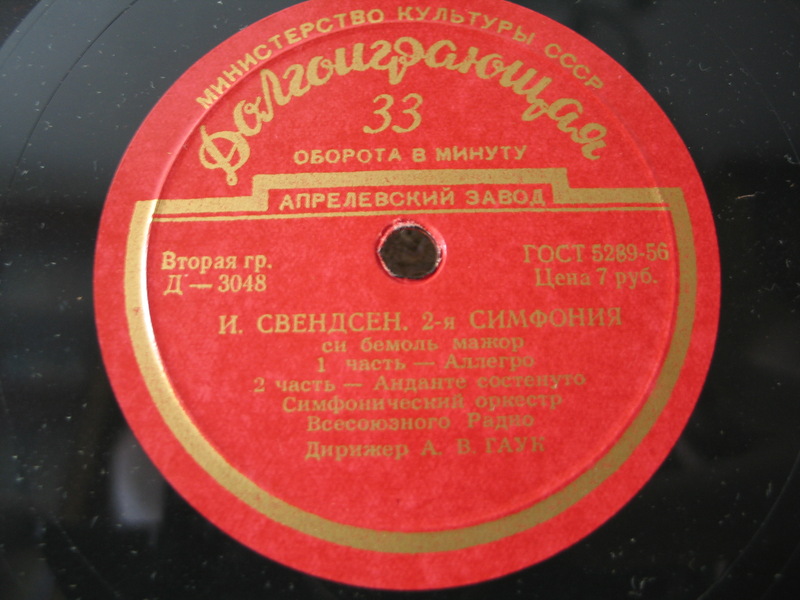 МИНИСТЕРСТВО КУЛЬТУРЫ СССР
Долгоиграющая
33
ОБОРОТА В МИНУТУ
АПРЕЛЕВСКИЙ ЗАВОД
Вторая гр.
Д — 3048
ГОСТ 5289-56
Цена 7 руб.
И. СВЕНДСЕН. 2-я СИМФОНИЯ
си бемоль мажор
1 часть — Аллегро
2 часть — Анданте состенуто
Симфонический оркестр
Всесоюзного Радио
Дирижер А. В. ГАУК